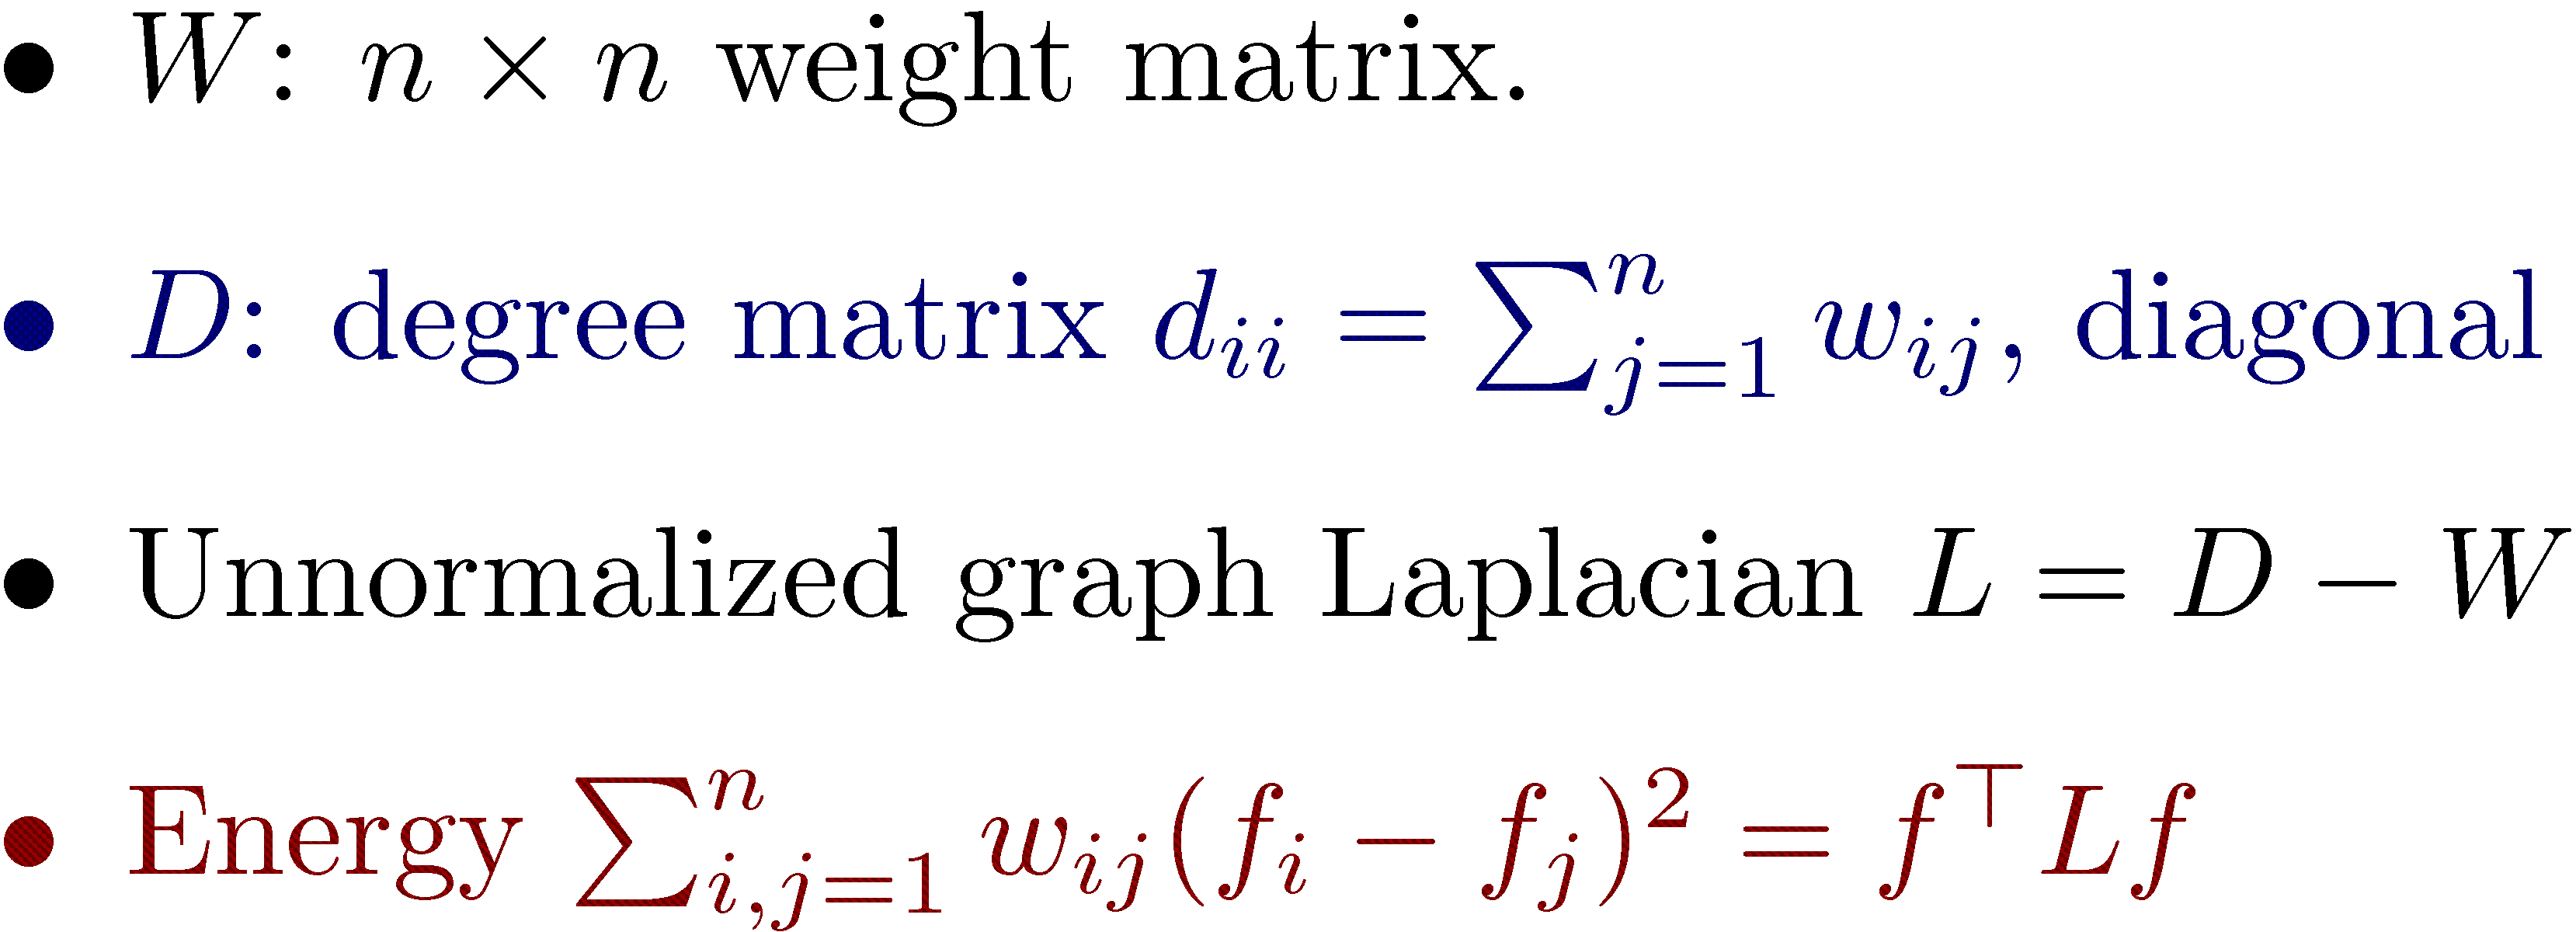 • W: n × n weight matrix.
• D: degree matrix d_{ii} = ∑_{j=1}^{n} w_{ij}, diagonal
• Unnormalized graph Laplacian L = D − W
• Energy ∑_{i,j=1}^{n} w_{ij}(f_i − f_j)^2 = f^⊤Lf